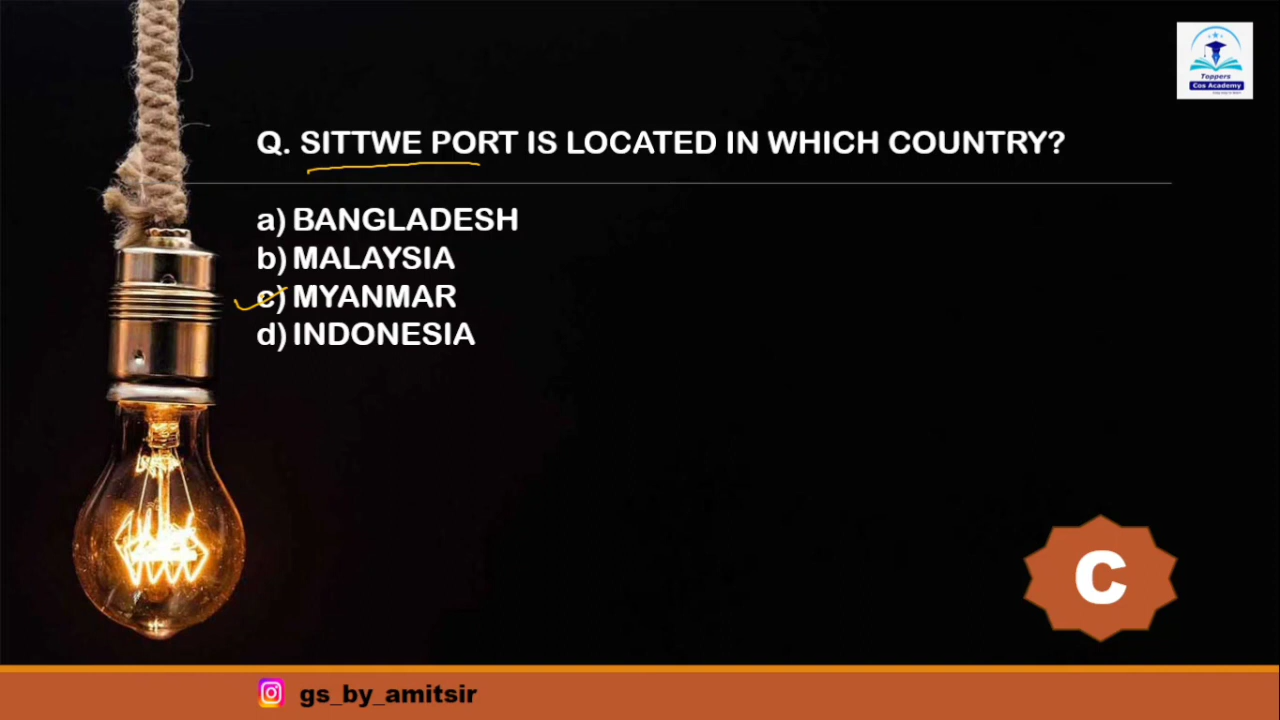 Toppers
Cos Academy
Q. SITTWE PORT IS LOCATED IN WHICH COUNTRY?
a) BANGLADESH
b) MALAYSIA
c) MYANMAR
d) INDONESIA
C
gs_by_amitsir